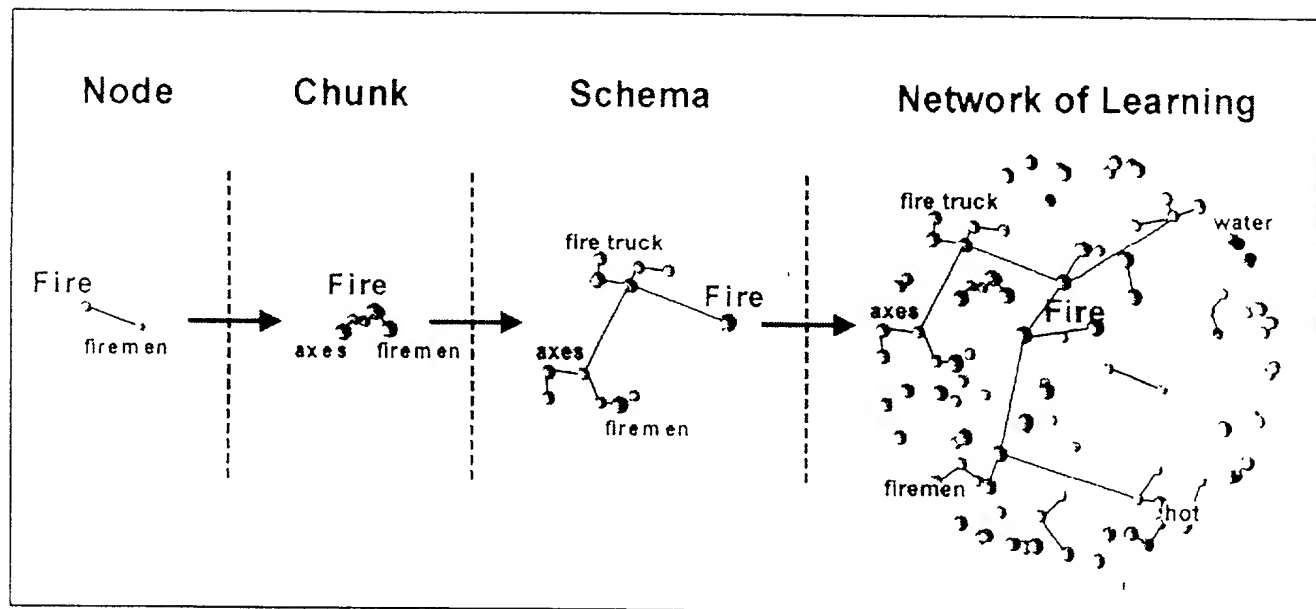 Node
Chunk
Schema
Network of Learning
Fire
firemen
Fire
axes firemen
fire truck
Fire
axes
firemen
fire truck
water
axes
Fire
firemen
hot